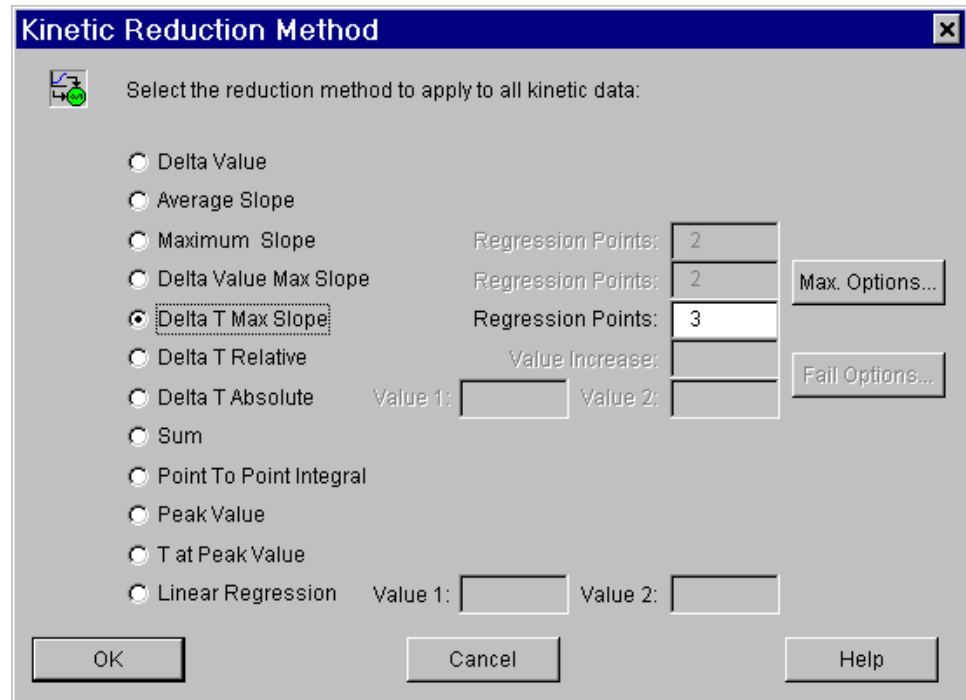 Kinetic Reduction Method
Select the reduction method to apply to all kinetic data:
Delta Value
Average Slope
Maximum Slope Regression Points: 2
Delta Value Max Slope Regression Points: 2 Max. Options...
Delta T Max Slope Regression Points: 3
Delta T Relative Value Increase:
Fail Options...
Delta T Absolute Value 1: Value 2:
Sum
Point To Point Integral
Peak Value
T at Peak Value
Linear Regression Value 1: Value 2:
OK Cancel Help